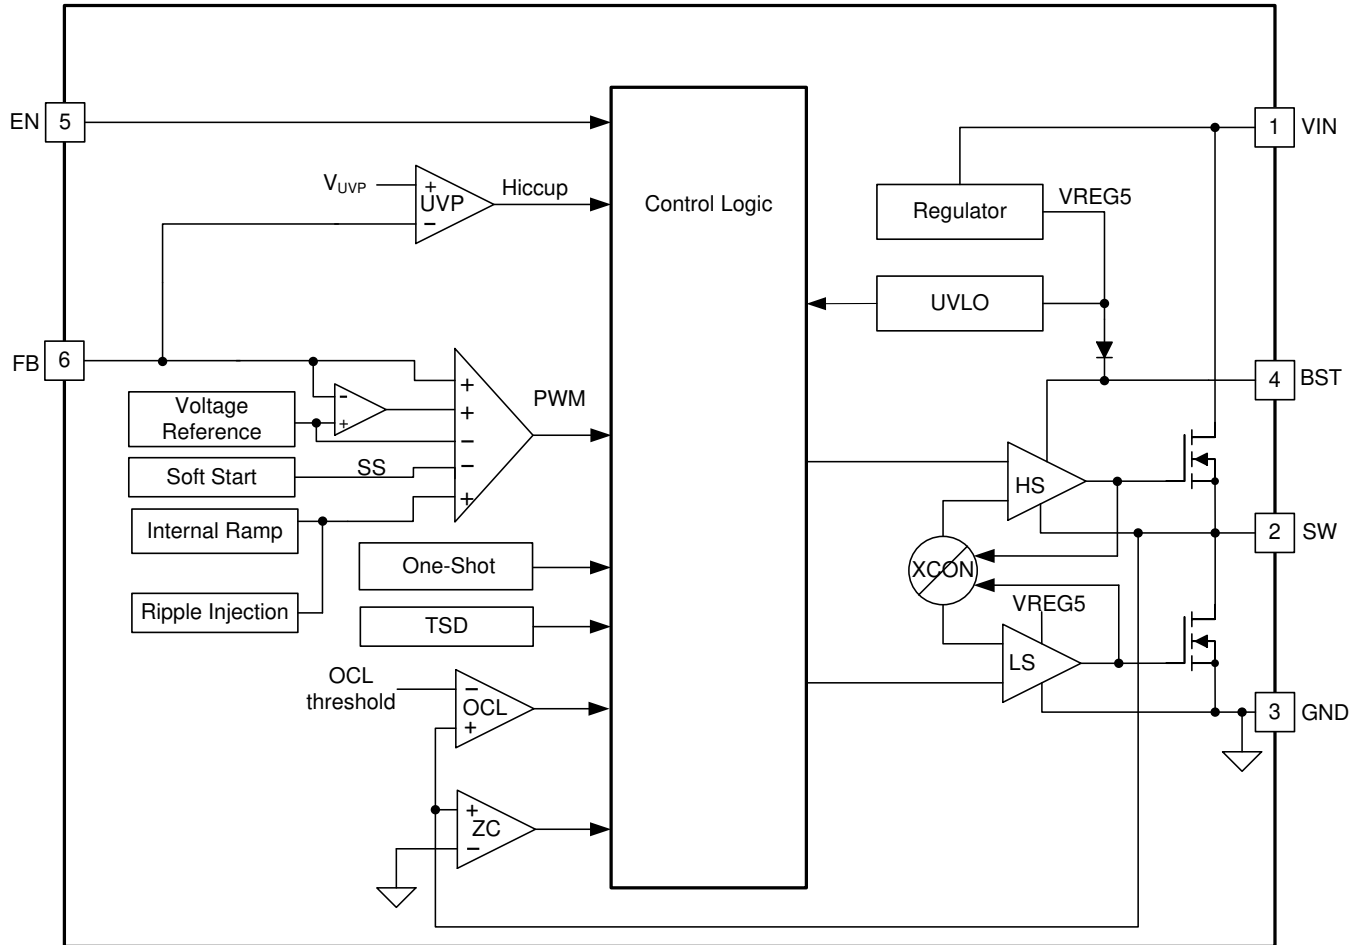 EN
5
1
VIN
VUVP
+
UVP
−
Hiccup
Control Logic
Regulator
VREG5
UVLO
FB
6
4
BST
Voltage
Reference
-
+
+
+
−
−
+
PWM
Soft Start
SS
Internal Ramp
Ripple Injection
One-Shot
TSD
HS
XCON
2
SW
VREG5
LS
OCL
threshold
−
OCL
+
3
GND
+
ZC
−